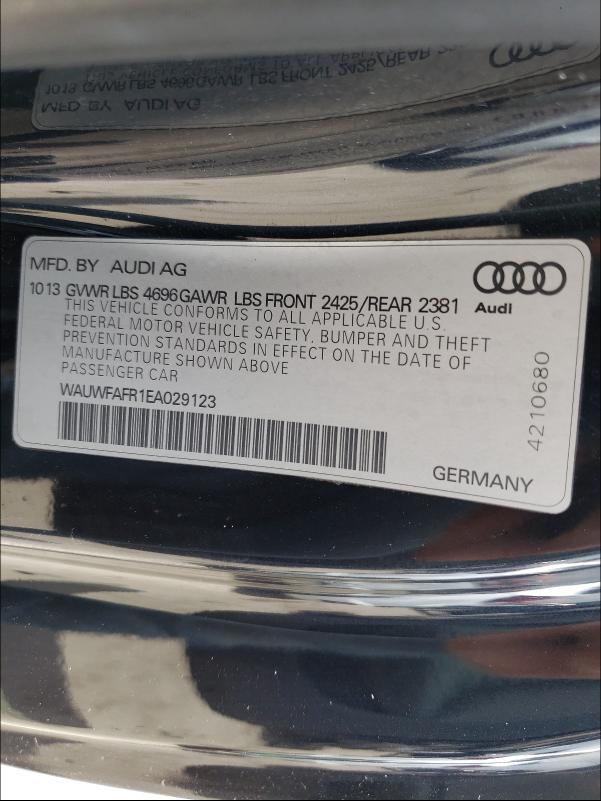 MFD. BY AUDI AG
1013 GVWR LBS 4696 GAWR LBS FRONT 2425/REAR 2381
Audi
THIS VEHICLE CONFORMS TO ALL APPLICABLE U.S.
FEDERAL MOTOR VEHICLE SAFETY, BUMPER AND THEFT
PREVENTION STANDARDS IN EFFECT ON THE DATE OF
MANUFACTURE SHOWN ABOVE
PASSENGER CAR
WAUWFAFR1EA029123
4210680
GERMANY